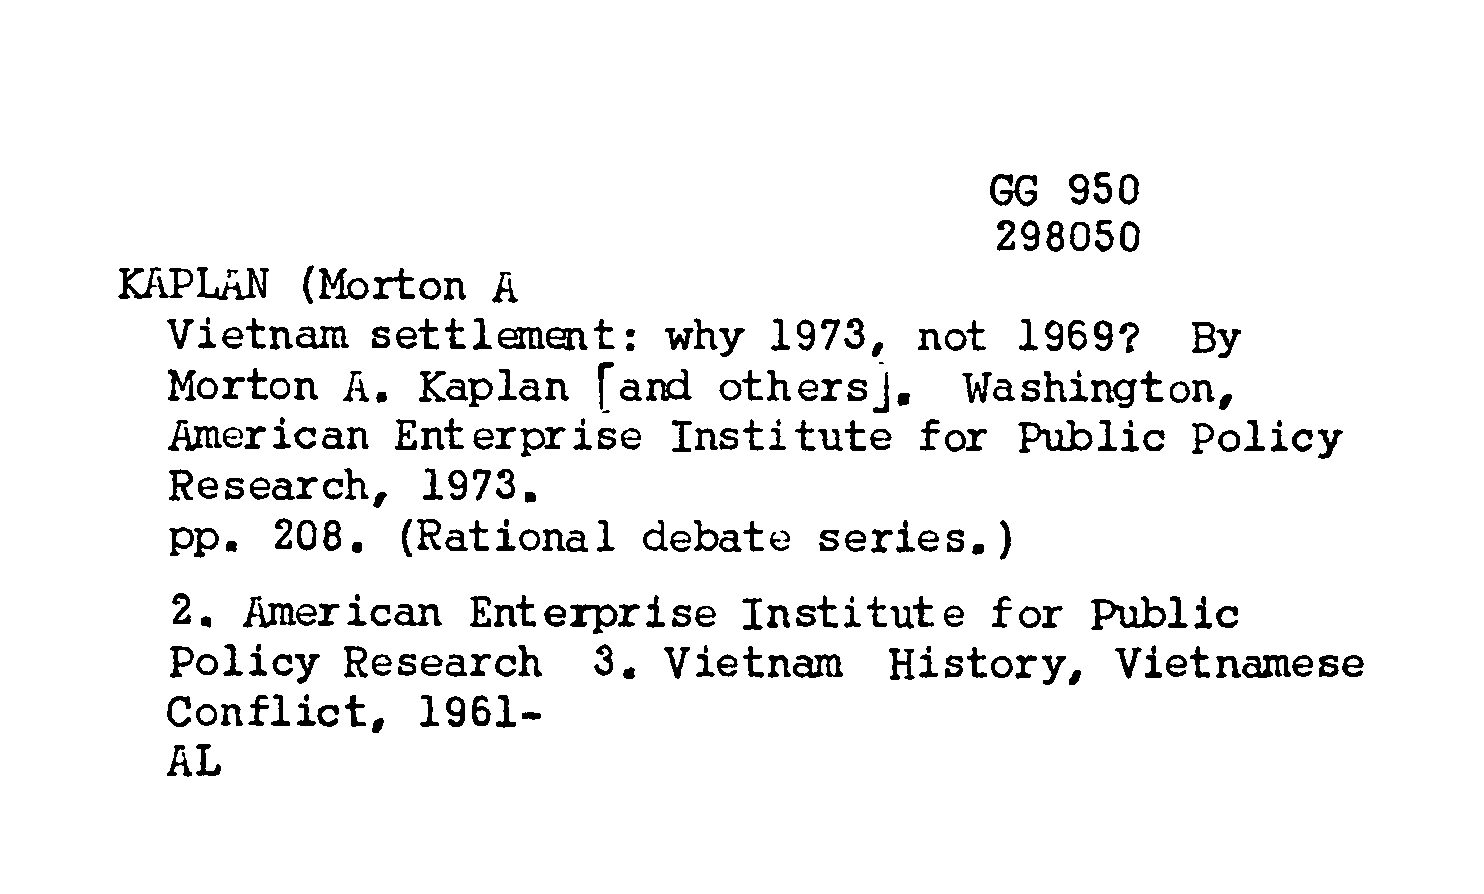 GG 950
298050
KAPLAN (Morton A
Vietnam settlement: why 1973, not 1969? By
Morton A. Kaplan [and others]. Washington,
American Enterprise Institute for Public Policy
Research, 1973.
pp. 208. (Rational debate series.)
2. American Enterprise Institute for Public
Policy Research 3. Vietnam History, Vietnamese
Conflict, 1961-
AL